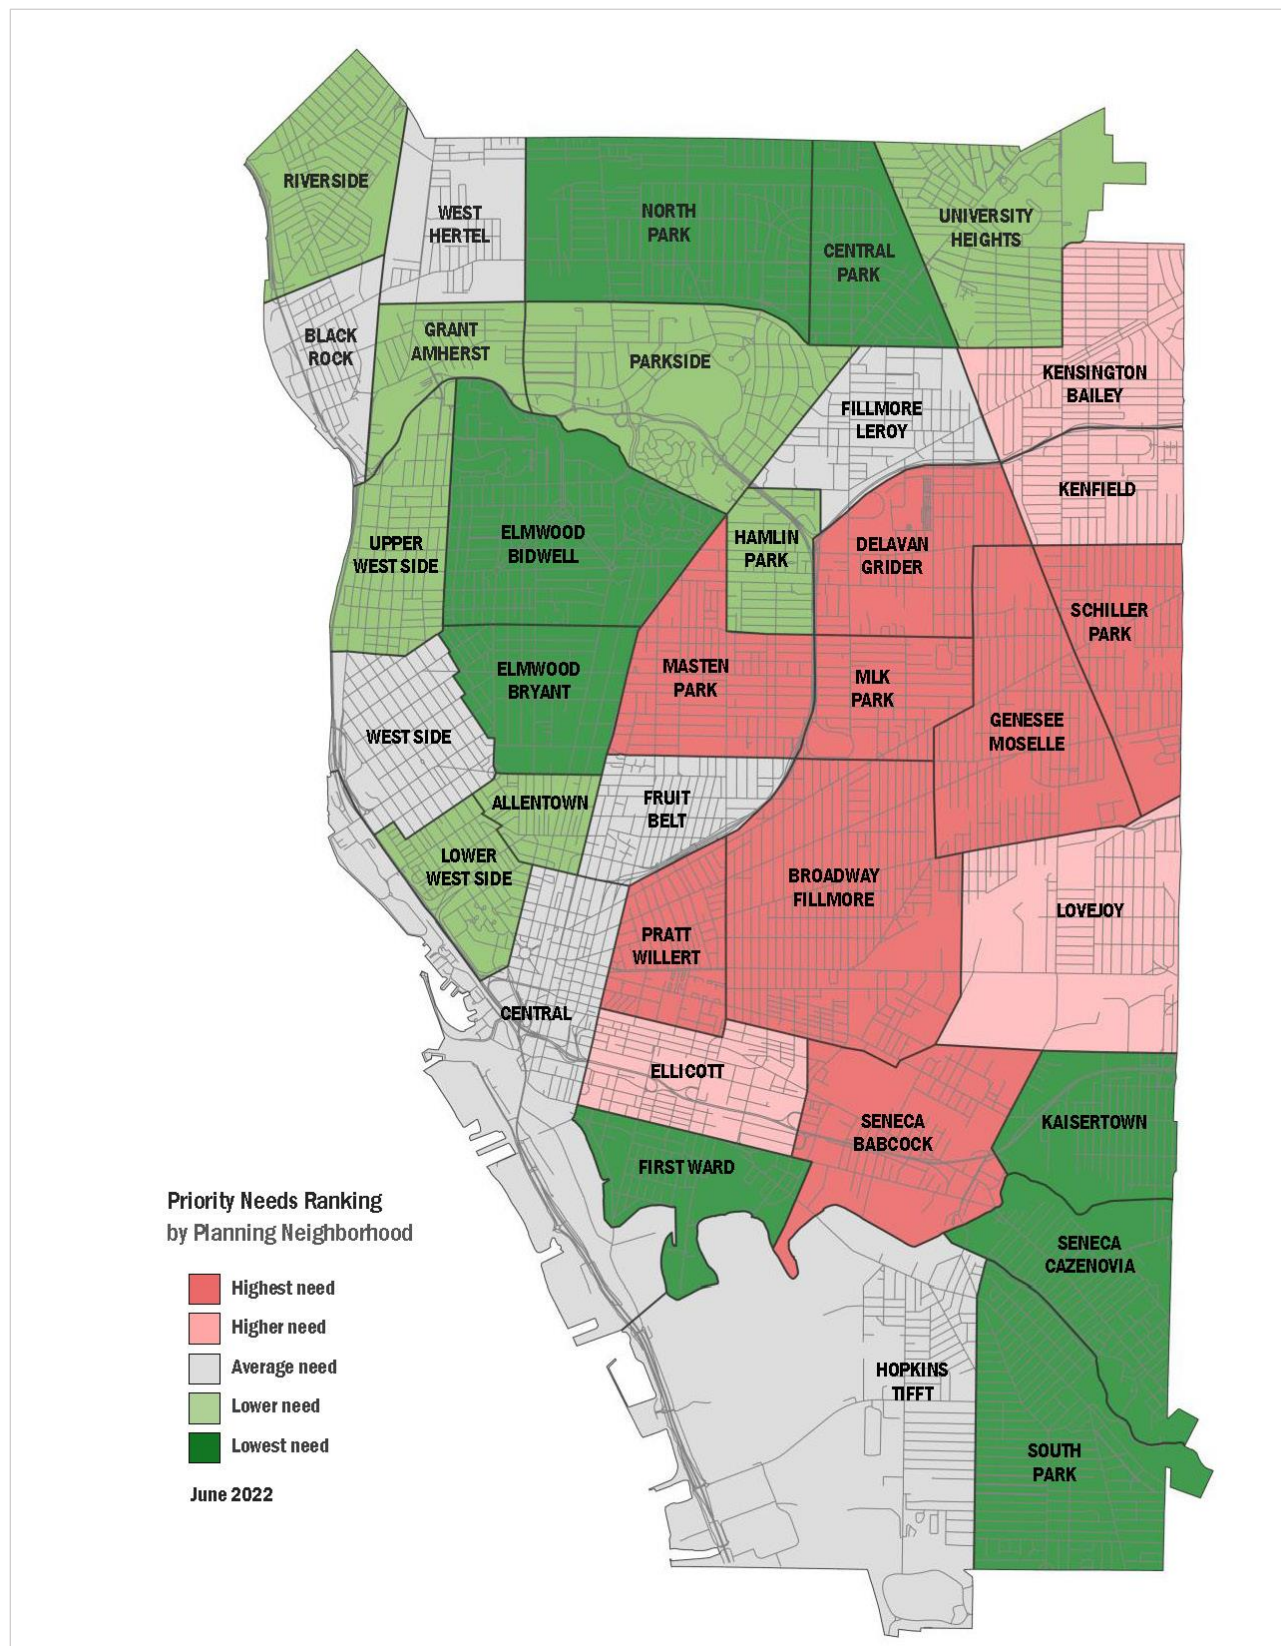 RIVERSIDE
WEST
HERTEL
NORTH
PARK
CENTRAL
PARK
UNIVERSITY
HEIGHTS
BLACK
ROCK
GRANT
AMHERST
PARKSIDE
FILLMORE
LEROY
KENSINGTON
BAILEY
KENFIELD
UPPER
WEST SIDE
ELMWOOD
BIDWELL
HAMLIN
PARK
DELAVAN
GRIDER
SCHILLER
PARK
ELMWOOD
BRYANT
MASTEN
PARK
MLK
PARK
GENESEE
MOSELLE
WEST SIDE
ALLENTOWN
FRUIT
BELT
LOWER
WEST SIDE
BROADWAY
FILLMORE
LOVEJOY
PRATT
WILLERT
CENTRAL
ELLICOTT
SENECA
BABCOCK
KAISERTOWN
FIRST WARD
SENECA
CAZENOVIA
HOPKINS
TIFFT
SOUTH
PARK
Priority Needs Ranking
by Planning Neighborhood
Highest need
Higher need
Average need
Lower need
Lowest need
June 2022